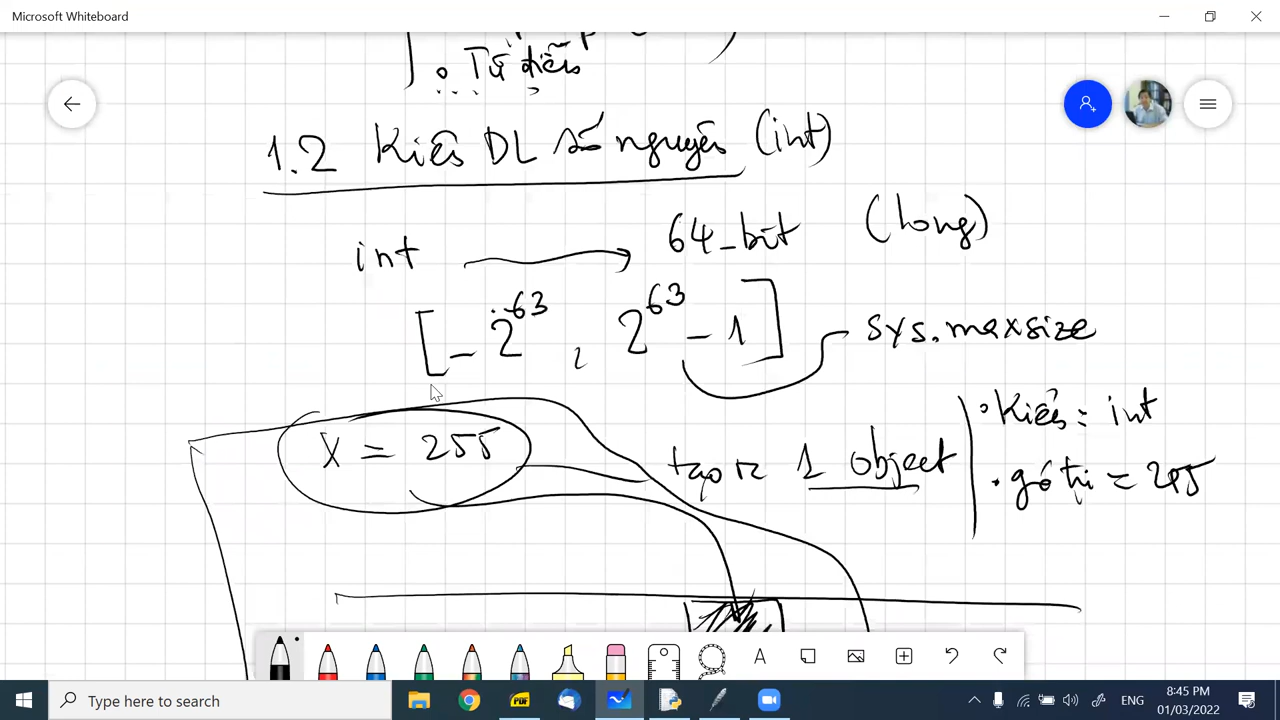 Microsoft Whiteboard
Từ điển
1.2 Kiểu DL số nguyên (int)
int → 64_bit (long)
[-2^63, 2^63 - 1] sys.maxsize
X = 255 tạo ra 1 object
• Kiểu = int
• giá trị = 255
A
Type here to search
PDF
ENG
8:45 PM
01/03/2022